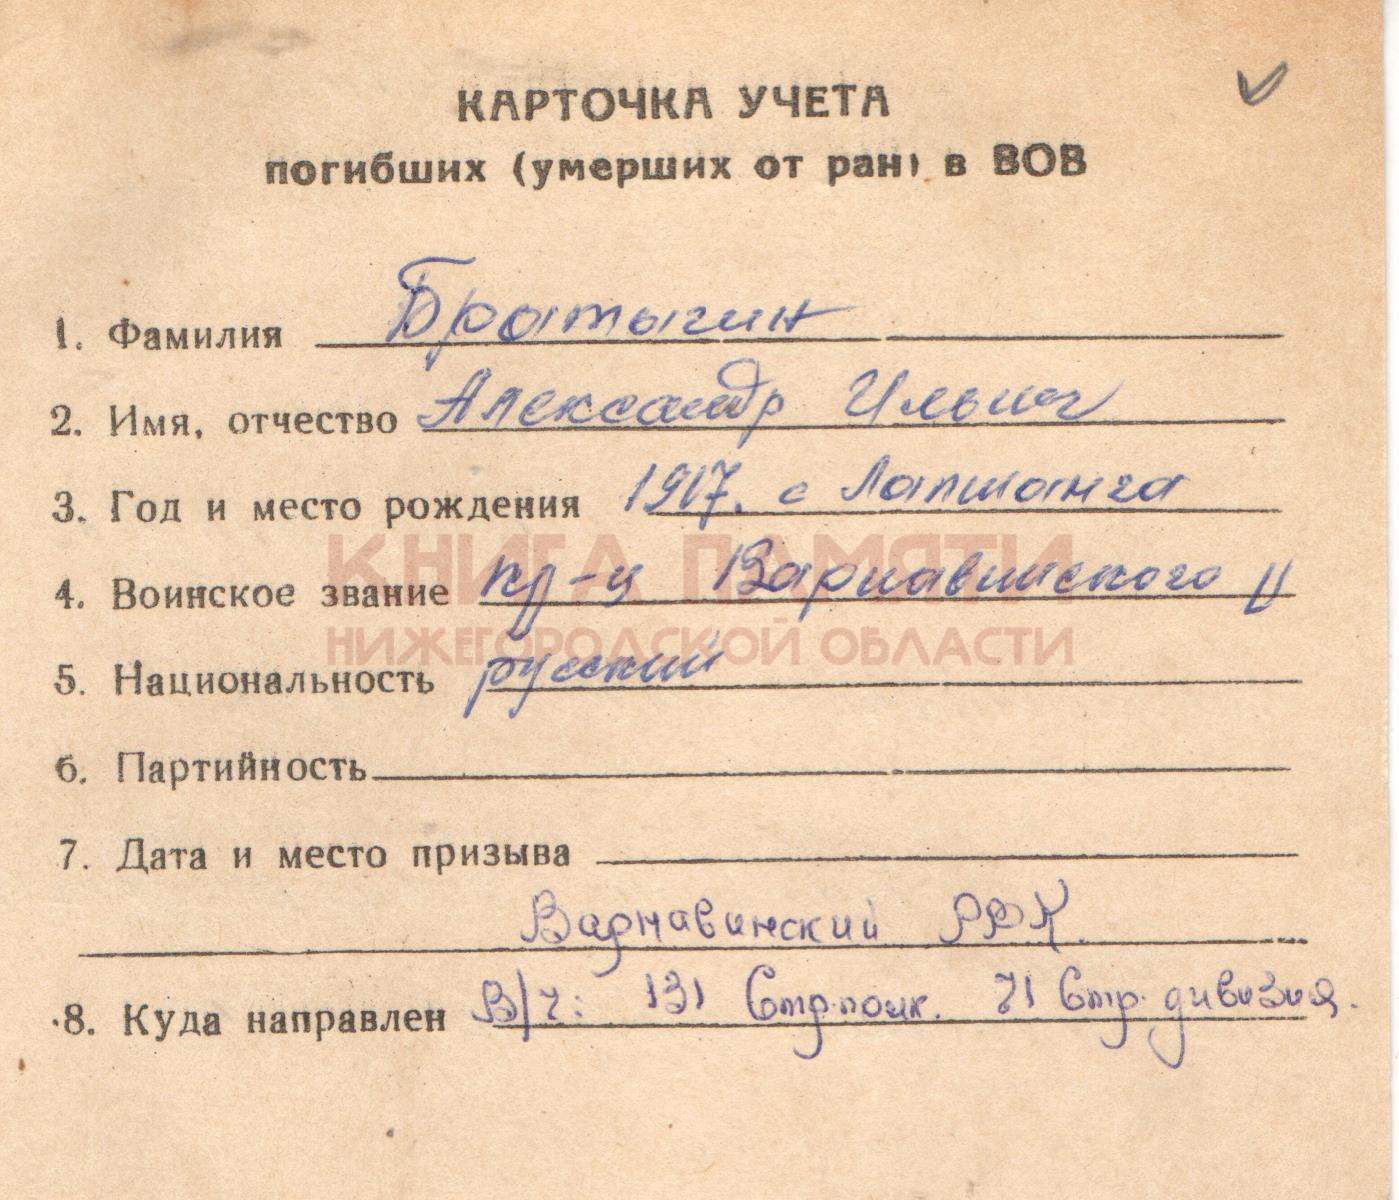 КАРТОЧКА УЧЕТА
погибших (умерших от ран) в ВОВ
1. Фамилия Братыгин
2. Имя, отчество Александр Ильич
3. Год и место рождения 1917. с Лапшанга
4. Воинское звание кр-ц Варнавинского
КНИГА ПАМЯТИ
НИЖЕГОРОДСКОЙ ОБЛАСТИ
5. Национальность русский
6. Партийность
7. Дата и место призыва
Варнавинский РВК.
8. Куда направлен В/ч: 131 Стр.полк. 71 Стр. дивизия.